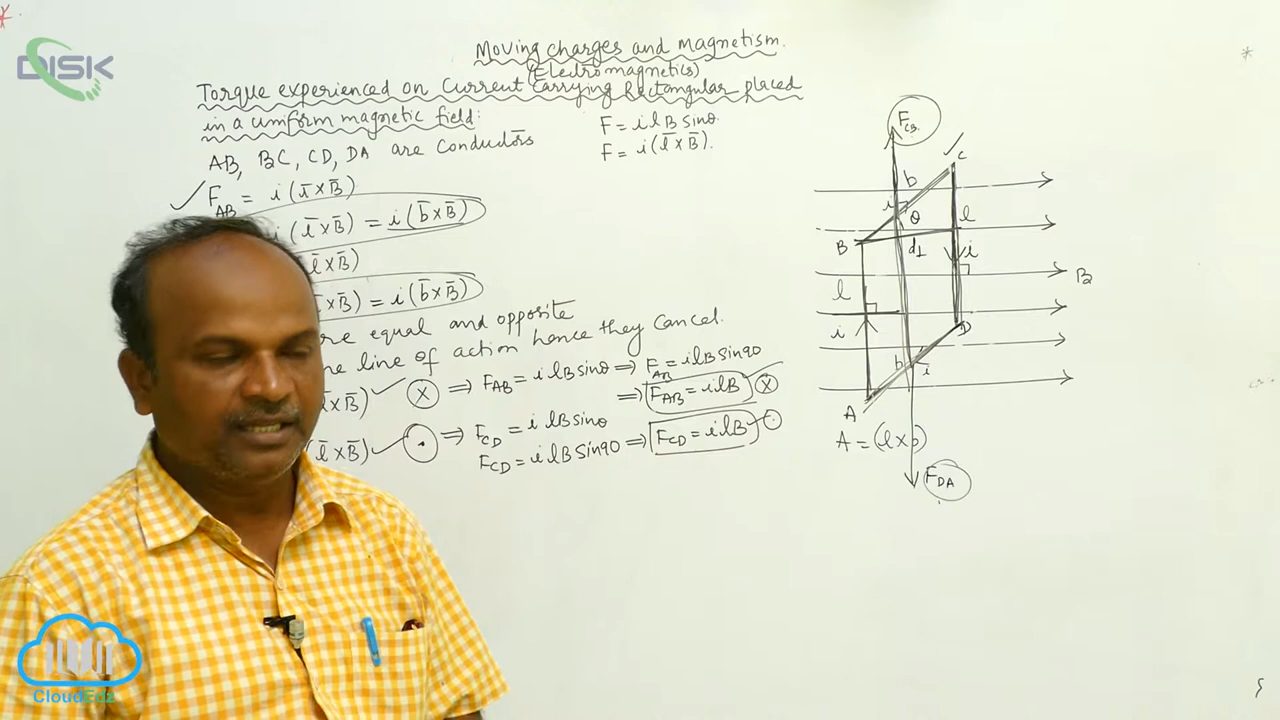 DISK
Moving charges and magnetism.
(Electromagnetics)
Torque experienced on Current Carrying Rectangular placed
in a uniform magnetic field:
F = i l B sinθ
F = i(l̅ x B̅).
AB, BC, CD, DA are Conductors
✓ F_AB = i (l̅ x B̅)
i (l̅ x B̅) = i (b̅ x B̅)
l̅ x B̅)
x B̅) = i (b̅ x B̅)
re equal and opposite
line of action hence they Cancel.
l̅ x B̅) ✓ ⓧ ⇒ F_AB = i l B sinθ ⇒ F_AB = i l B sin90
⇒ F_AB = i l B ⓧ
(l̅ x B̅) ✓ ⊙ ⇒ F_CD = i l B sinθ
F_CD = i l B sin90 ⇒ F_CD = i l B ⊙
F_CB
C
b
i
θ
l
B
d⊥
i
B
l
i
D
b
i
A
A = (l x b)
F_DA
CloudEdz